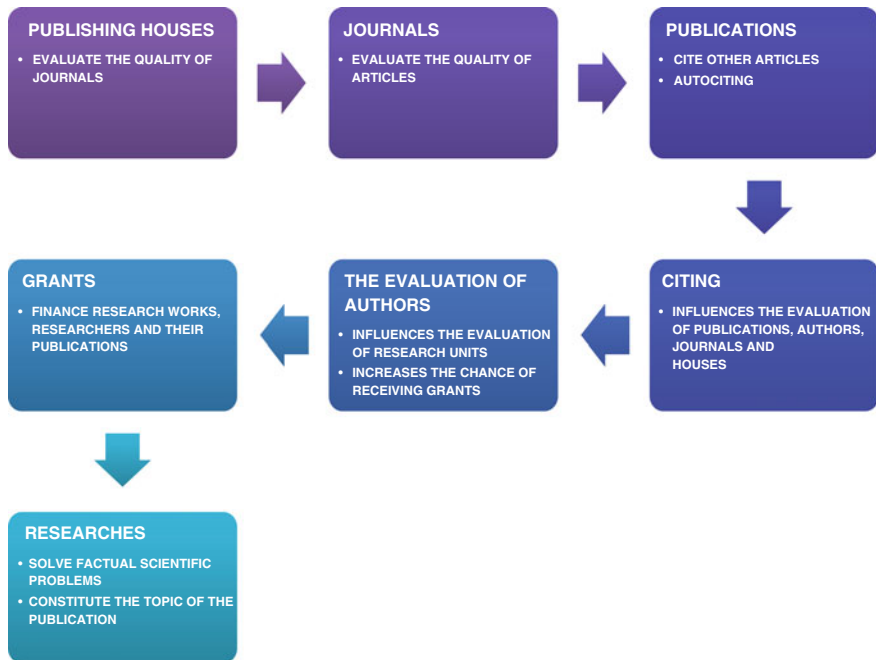 PUBLISHING HOUSES
• EVALUATE THE QUALITY OF
JOURNALS
JOURNALS
• EVALUATE THE QUALITY OF
ARTICLES
PUBLICATIONS
• CITE OTHER ARTICLES
• AUTOCITING
CITING
• INFLUENCES THE EVALUATION
OF PUBLICATIONS, AUTHORS,
JOURNALS AND
HOUSES
THE EVALUATION OF
AUTHORS
• INFLUENCES THE EVALUATION
OF RESEARCH UNITS
• INCREASES THE CHANCE OF
RECEIVING GRANTS
GRANTS
• FINANCE RESEARCH WORKS,
RESEARCHERS AND THEIR
PUBLICATIONS
RESEARCHES
• SOLVE FACTUAL SCIENTIFIC
PROBLEMS
• CONSTITUTE THE TOPIC OF THE
PUBLICATION